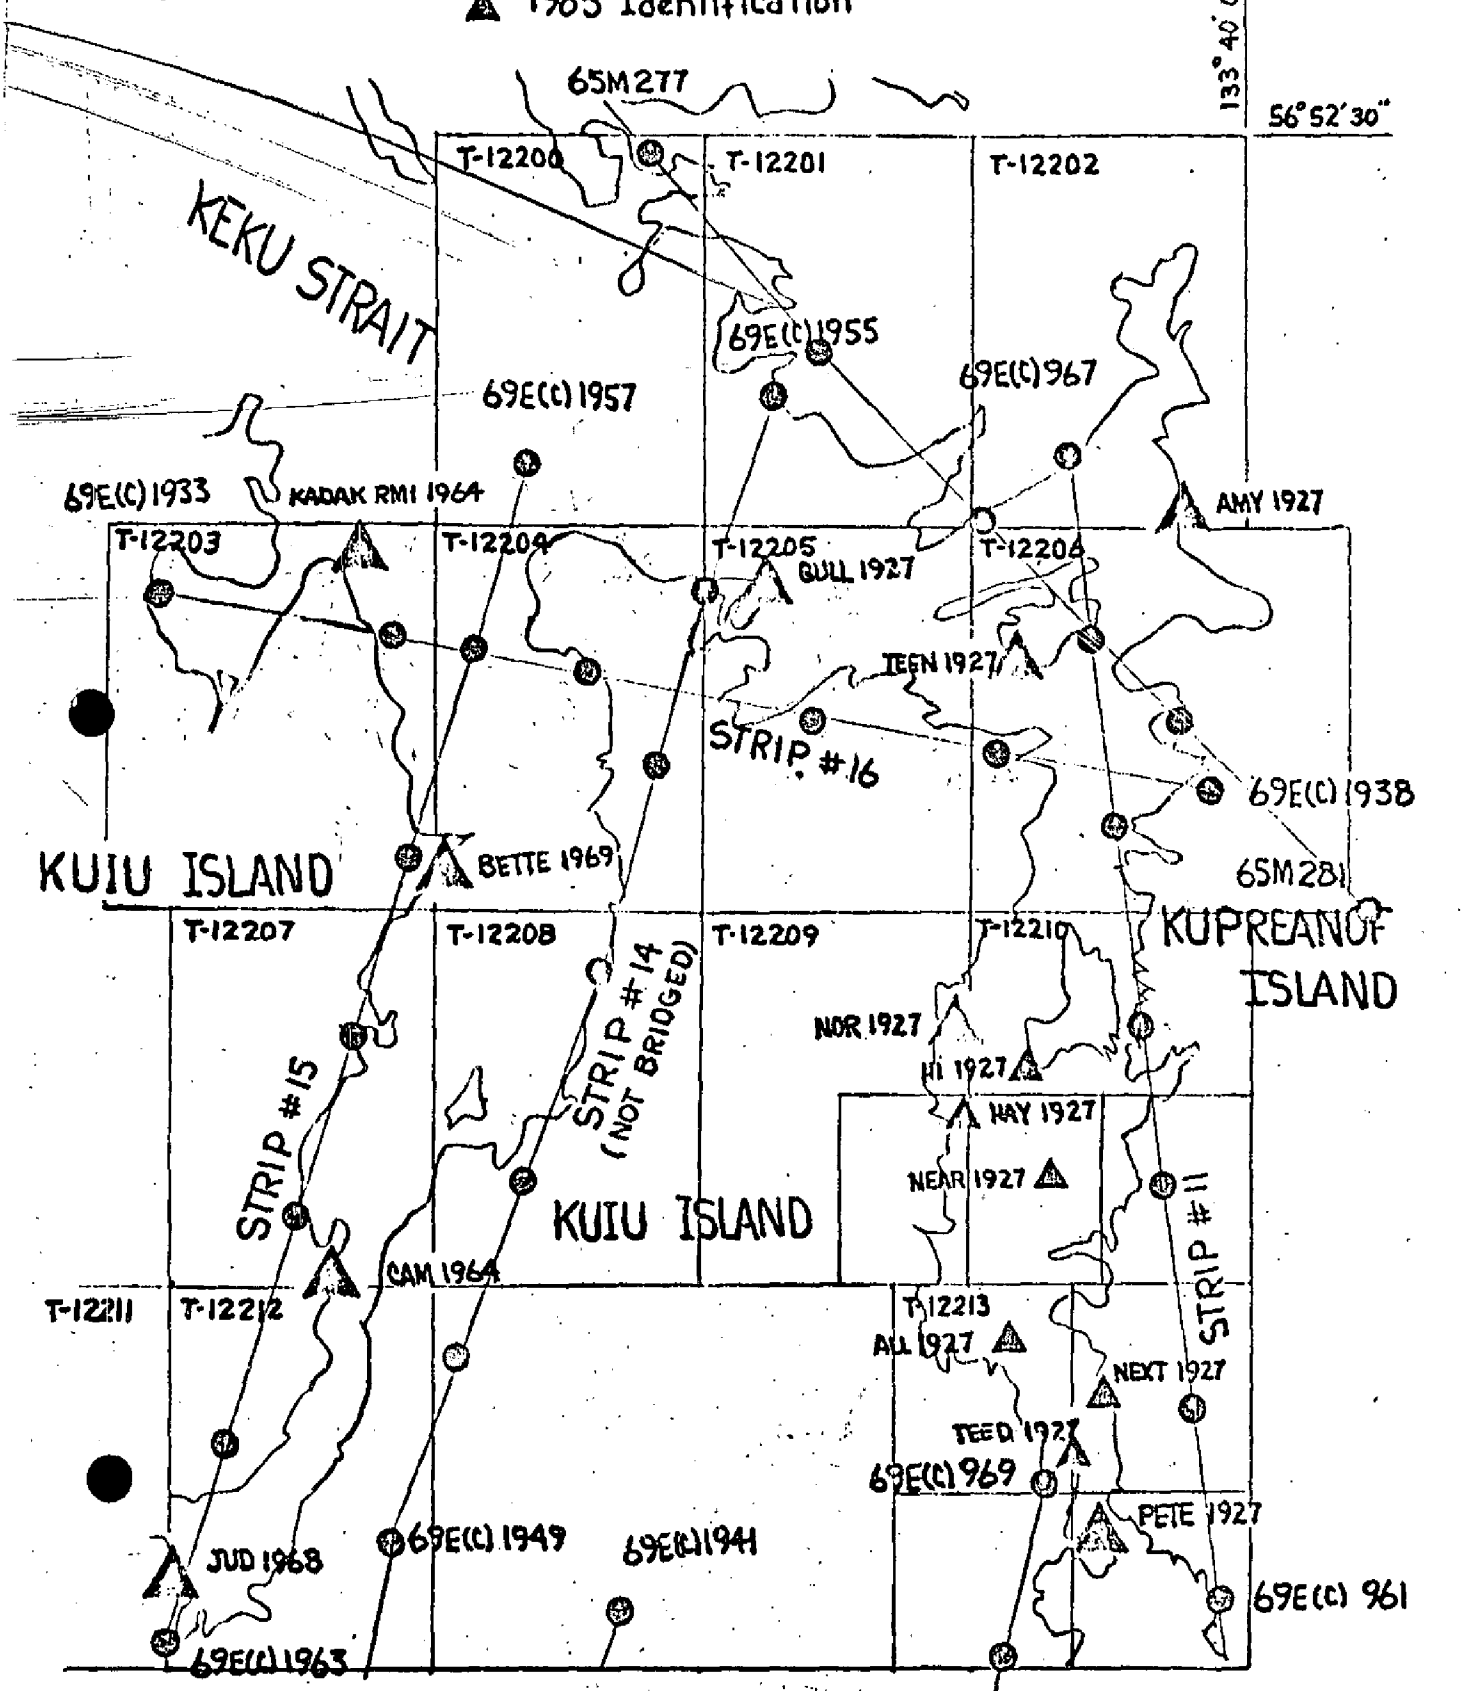 1965 Identification
133° 40'
65M277
56° 52' 30"
T-12200
T-12201
T-12202
KEKU STRAIT
69E(C)1955
69E(C)967
69E(C)1957
69E(C)1933
KADAK RM1 1964
AMY 1927
T-12203
T-12204
T-12205
T-12206
GULL 1927
TEEN 1927
STRIP #16
69E(C)1938
KUIU ISLAND
BETTE 1969
65M281
T-12207
T-12208
T-12209
T-12210
KUPREANOF
ISLAND
STRIP #14
(NOT BRIDGED)
NOR 1927
HI 1927
STRIP #15
HAY 1927
NEAR 1927
KUIU ISLAND
STRIP #11
CAM 1964
T-12211
T-12212
T-12213
ALL 1927
NEXT 1927
TEED 1927
69E(C)969
PETE 1927
69E(C)1949
69E(C)1941
JUD 1968
69E(C) 961
69E(C)1963